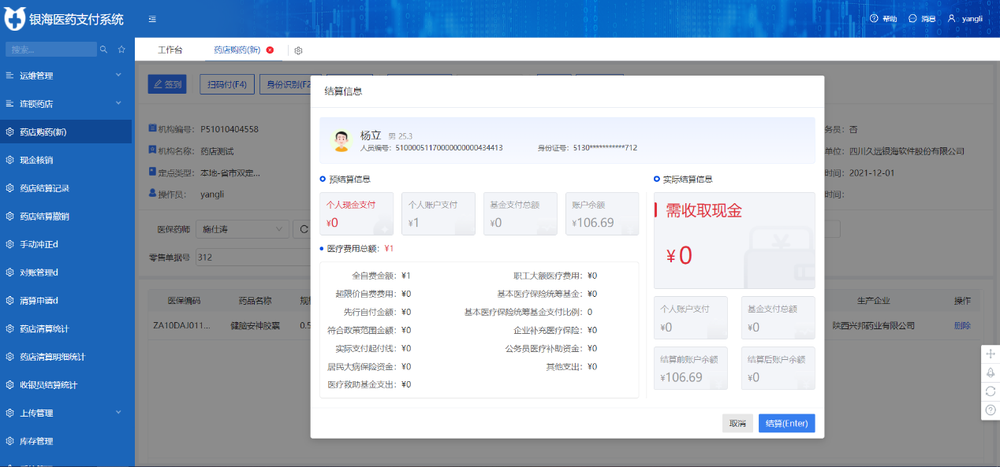 银海医药支付系统
帮助
消息
yangli
搜索...
工作台
药店购药(新)
运维管理
连锁药店
药店购药(新)
现金核销
药店结算记录
药店结算撤销
手动冲正d
对账管理d
清算申请d
药店清算统计
药店清算明细统计
收银员结算统计
上传管理
库存管理
签到
扫码付(F4)
身份识别(F2
机构编号： P51010404558
机构名称： 药店测试
定点类型： 本地-省市双定...
操作员： yangli
医保药师 施仕涛
零售单据号 312
务员： 否
单位： 四川久远银海软件股份有限公司
时间： 2021-12-01
时间：
医保编码
药品名称
生产企业
操作
ZA10DAJ011...
健脑安神胶囊
0.5
陕西兴邦药业有限公司
删除
结算信息
杨立 男 25.3
人员编号： 51000051170000000000434413
身份证号： 5130***********712
预结算信息
个人现金支付
¥0
个人账户支付
¥1
基金支付总额
¥0
账户余额
¥106.69
医疗费用总额： ¥1
全自费金额： ¥1
职工大额医疗费用： ¥0
超限价自费费用： ¥0
基本医疗保险统筹基金： ¥0
先行自付金额： ¥0
基本医疗保险统筹基金支付比例： 0
符合政策范围金额： ¥0
企业补充医疗保险： ¥0
实际支付起付线： ¥0
公务员医疗补助资金： ¥0
居民大病保险资金： ¥0
其他支出： ¥0
医疗救助基金支出： ¥0
实际结算信息
需收取现金
¥0
个人账户支付
¥0
基金支付总额
¥0
结算前账户余额
¥106.69
结算后账户余额
¥0
取消
结算(Enter)